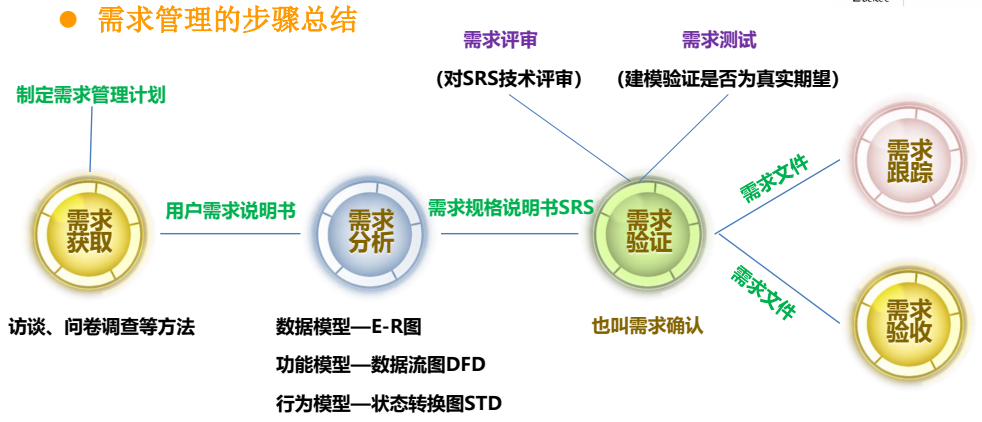 ● 需求管理的步骤总结
需求评审
需求测试
（对SRS技术评审）
（建模验证是否为真实期望）
制定需求管理计划
需求
获取
用户需求说明书
需求
分析
需求规格说明书SRS
需求
验证
需求文件
需求
跟踪
需求文件
需求
验收
访谈、问卷调查等方法
数据模型—E-R图
功能模型—数据流图DFD
行为模型—状态转换图STD
也叫需求确认